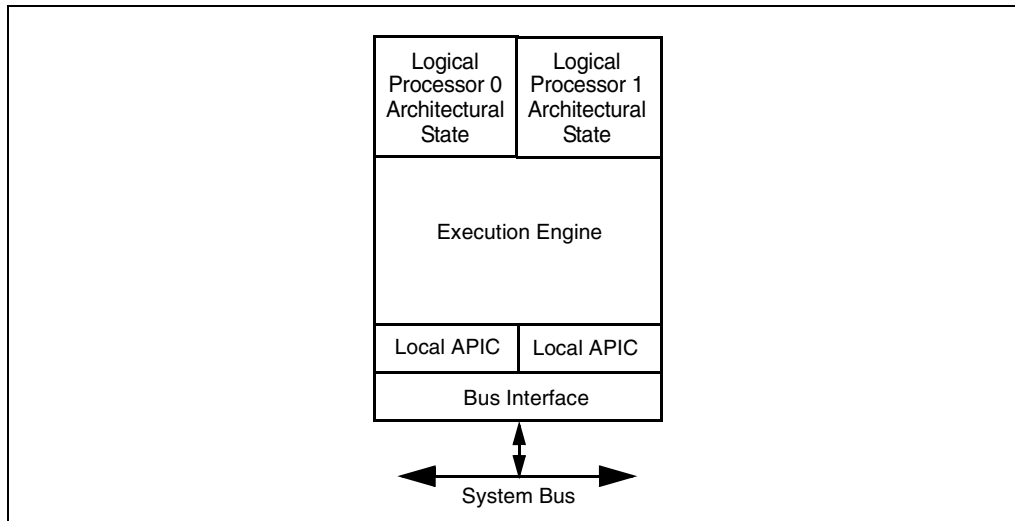 Logical
Processor 0
Architectural
State
Logical
Processor 1
Architectural
State
Execution Engine
Local APIC
Local APIC
Bus Interface
System Bus